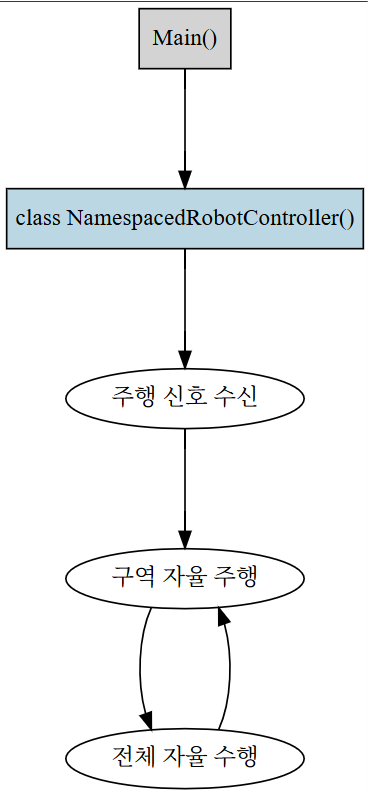 Main()
class NamespacedRobotController()
주행 신호 수신
구역 자율 주행
전체 자율 수행